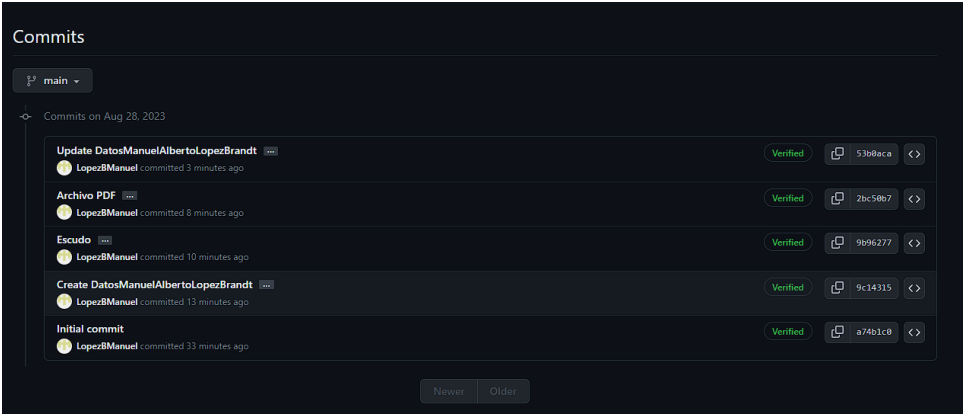 Commits
main
Commits on Aug 28, 2023
Update DatosManuelAlbertoLopezBrandt ...
LopezBManuel committed 3 minutes ago
Verified
53b0aca
Archivo PDF ...
LopezBManuel committed 8 minutes ago
Verified
2bc50b7
Escudo ...
LopezBManuel committed 10 minutes ago
Verified
9b96277
Create DatosManuelAlbertoLopezBrandt ...
LopezBManuel committed 13 minutes ago
Verified
9c14315
Initial commit
LopezBManuel committed 33 minutes ago
Verified
a74b1c0
Newer Older